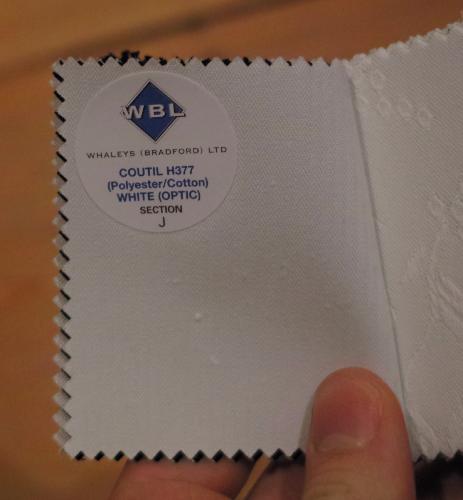 WBL
WHALEYS (BRADFORD) LTD
COUTIL H377
(Polyester/Cotton)
WHITE (OPTIC)
SECTION
J